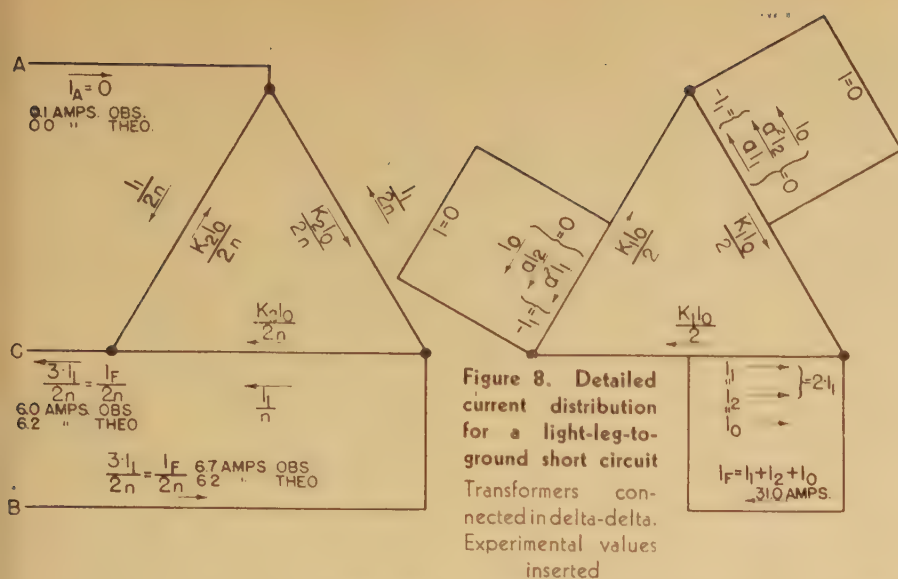 A
I_A=0
0.1 AMPS. OBS.
0.0 " THEO.
I_1/2n
K_2I_0/2n
K_2I_0/2n
I_1/2n
K_2I_0/2n
C
3·I_1/2n = I_F/2n
6.0 AMPS. OBS
6.2 " THEO
I_1/n
3·I_1/2n = I_F/2n 6.7 AMPS OBS
6.2 " THEO
B
I=0
I_0
aI_2
a²I_1
}=0
-I_1={
K_1I_0/2
I=0
I_0
a²I_2
aI_1
}=0
-I_1={
K_1I_0/2
K_1I_0/2
I_1
"
I_2
"
I_0
}=2·I_1
I_F=I_1+I_2+I_0
31.0 AMPS.
Figure 8. Detailed
current distribution
for a light-leg-to-
ground short circuit
Transformers con-
nected in delta-delta.
Experimental values
inserted